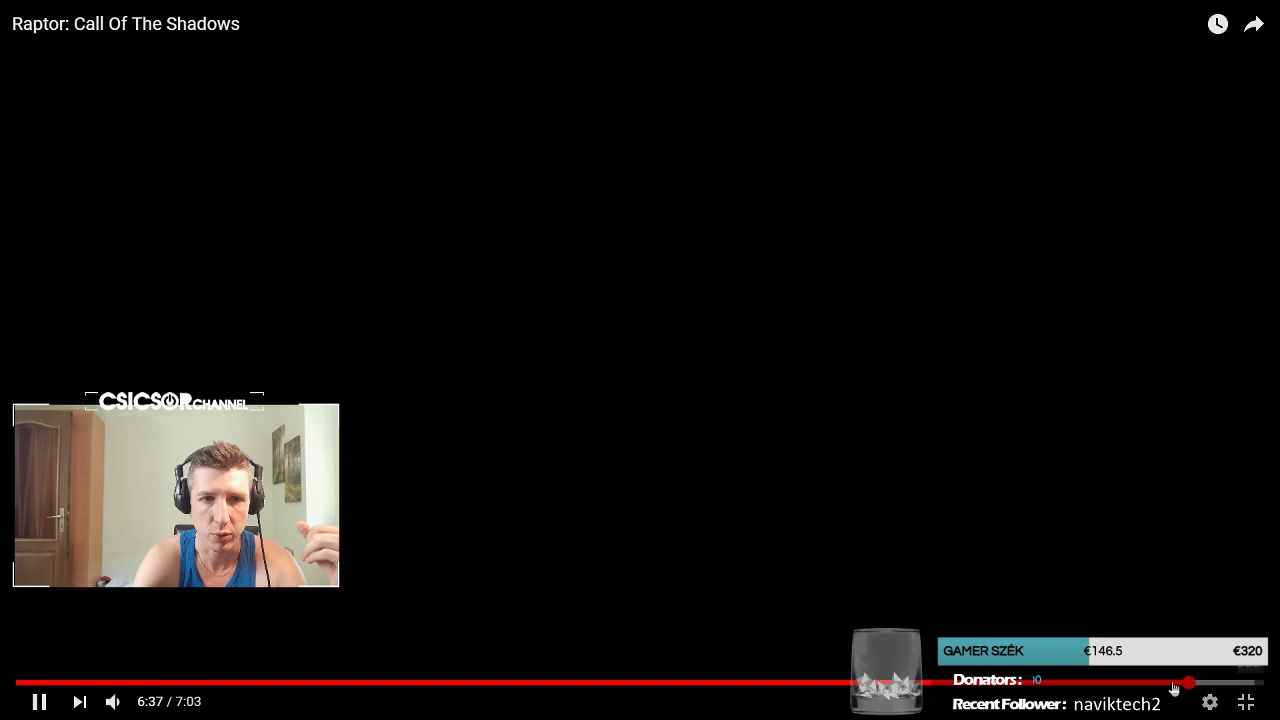 Raptor: Call Of The Shadows
CSICSOR CHANNEL
GAMER SZÉK €146.5 €320
Donators:
Recent Follower: naviktech2
6:37 / 7:03